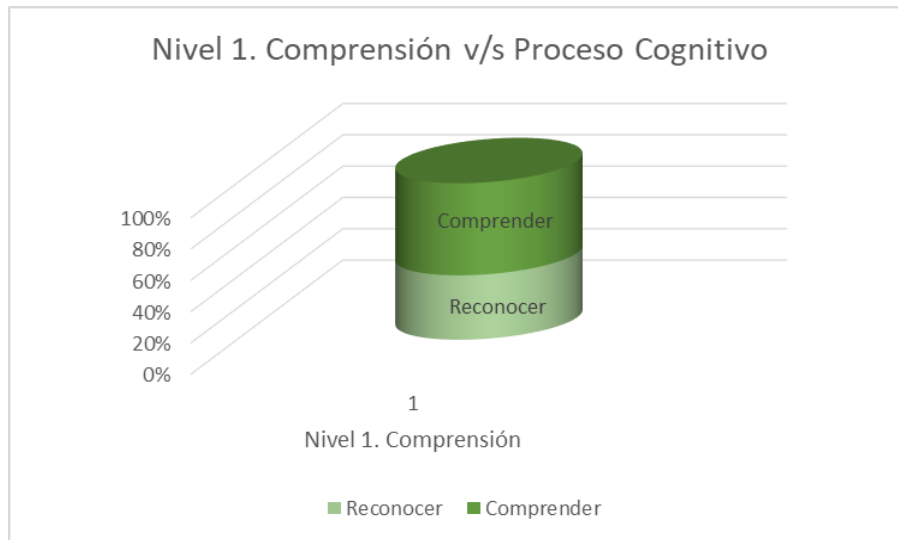 Nivel 1. Comprensión v/s Proceso Cognitivo
Comprender
Reconocer
100%
80%
60%
40%
20%
0%
1
Nivel 1. Comprensión
Reconocer Comprender